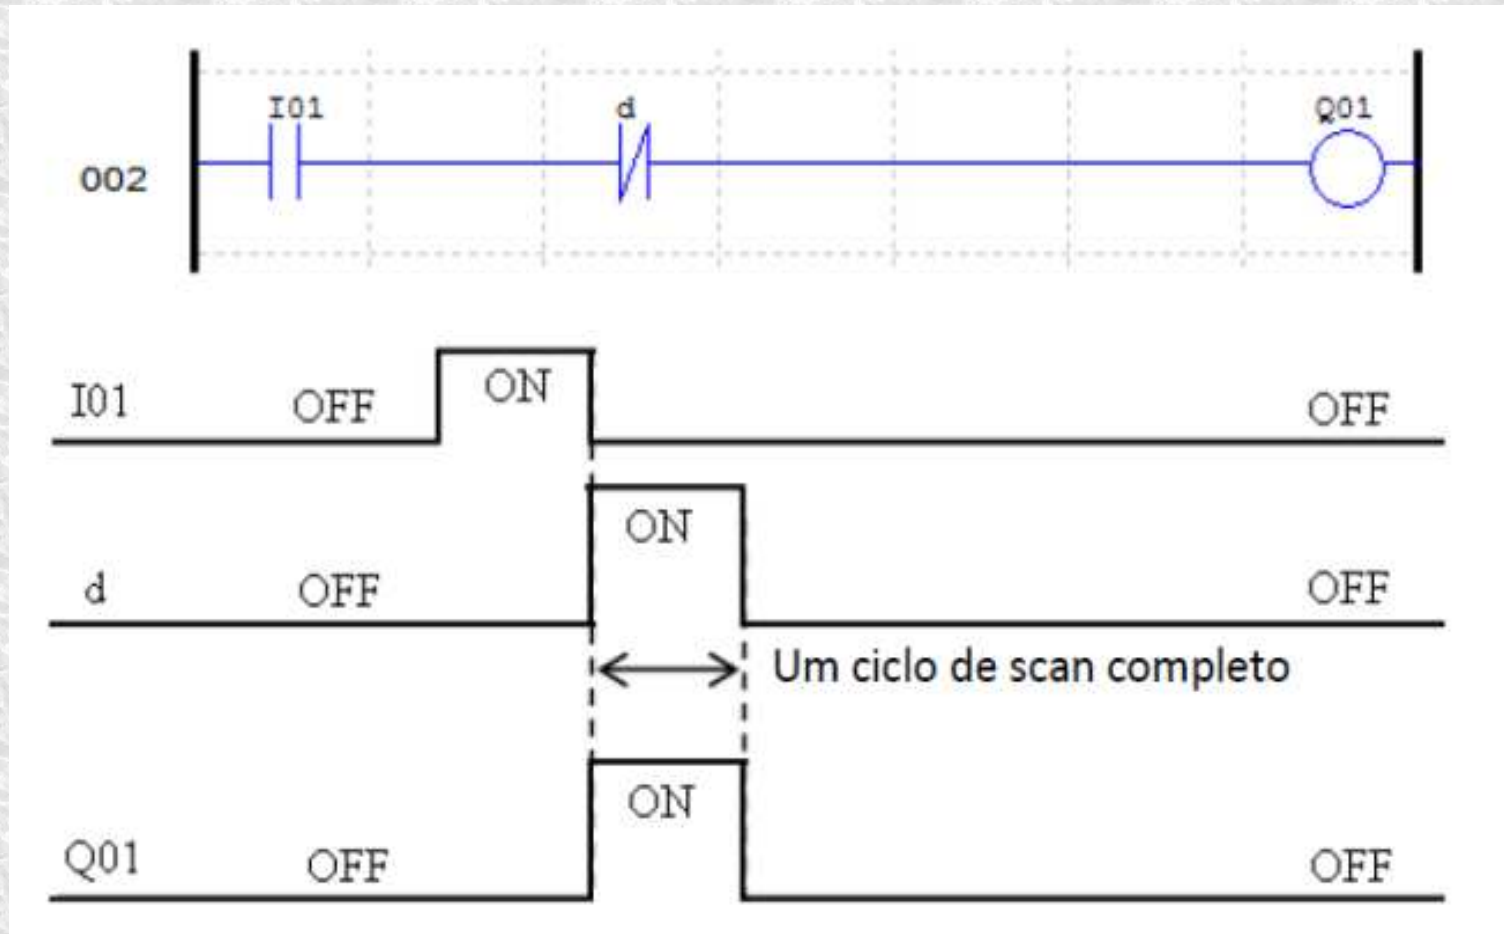 I01 d Q01
002
I01 OFF ON OFF
d OFF ON OFF
Um ciclo de scan completo
Q01 OFF ON OFF